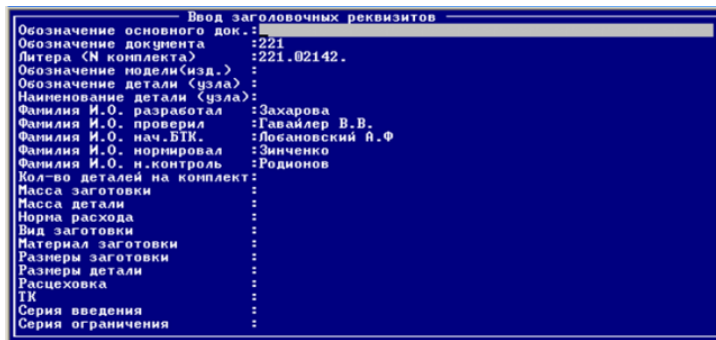 Ввод заголовочных реквизитов
Обозначение основного док.:
Обозначение документа :221
Литера (N комплекта) :221.02142.
Обозначение модели(изд.) :
Обозначение детали (узла) :
Наименование детали (узла):
Фамилия И.О. разработал :Захарова
Фамилия И.О. проверил :Гавайлер В.В.
Фамилия И.О. нач.БТК. :Лобановский А.Ф
Фамилия И.О. нормировал :Зинченко
Фамилия И.О. н.контроль :Родионов
Кол-во деталей на комплект:
Масса заготовки :
Масса детали :
Норма расхода :
Вид заготовки :
Материал заготовки :
Размеры заготовки :
Размеры детали :
Расцеховка :
ТК :
Серия введения :
Серия ограничения :